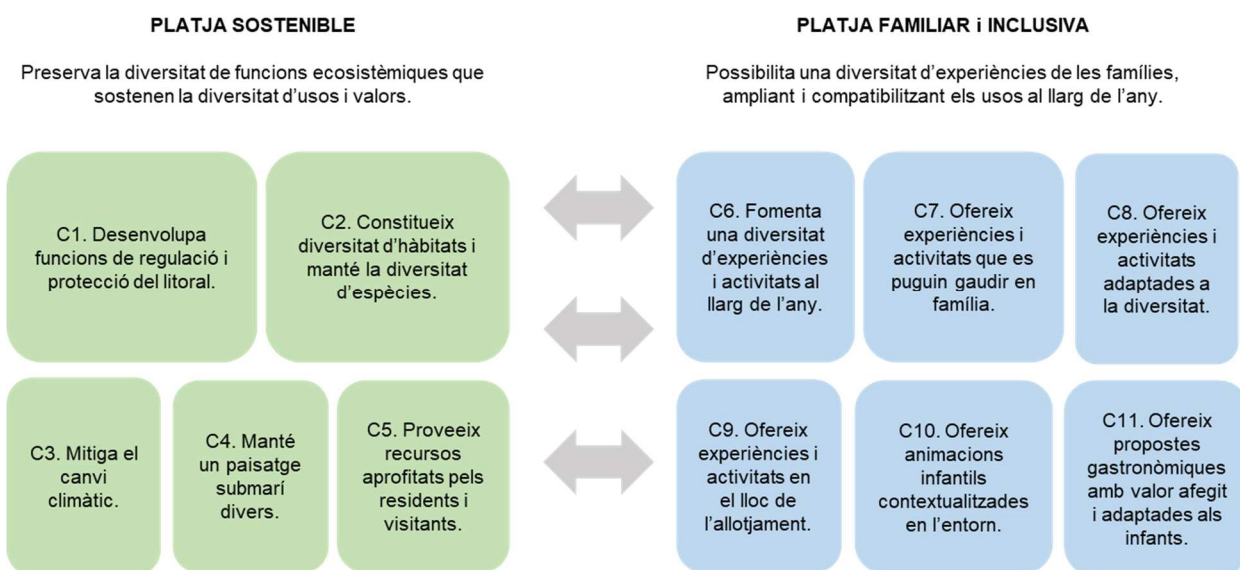 PLATJA SOSTENIBLE
Preserva la diversitat de funcions ecosistèmiques que
sostenen la diversitat d'usos i valors.
PLATJA FAMILIAR i INCLUSIVA
Possibilita una diversitat d'experiències de les famílies,
ampliant i compatibilitzant els usos al llarg de l'any.
C1. Desenvolupa
funcions de regulació i
protecció del litoral.
C2. Constitueix
diversitat d'hàbitats i
manté la diversitat
d'espècies.
C3. Mitiga el
canvi
climàtic.
C4. Manté
un paisatge
submarí
divers.
C5. Proveeix
recursos
aprofitats pels
residents i
visitants.
C6. Fomenta
una diversitat
d'experiències
i activitats al
llarg de l'any.
C7. Ofereix
experiències i
activitats que es
puguin gaudir en
família.
C8. Ofereix
experiències i
activitats
adaptades a
la diversitat.
C9. Ofereix
experiències i
activitats en
el lloc de
l'allotjament.
C10. Ofereix
animacions
infantils
contextualitzades
en l'entorn.
C11. Ofereix
propostes
gastronòmiques
amb valor afegit
i adaptades als
infants.